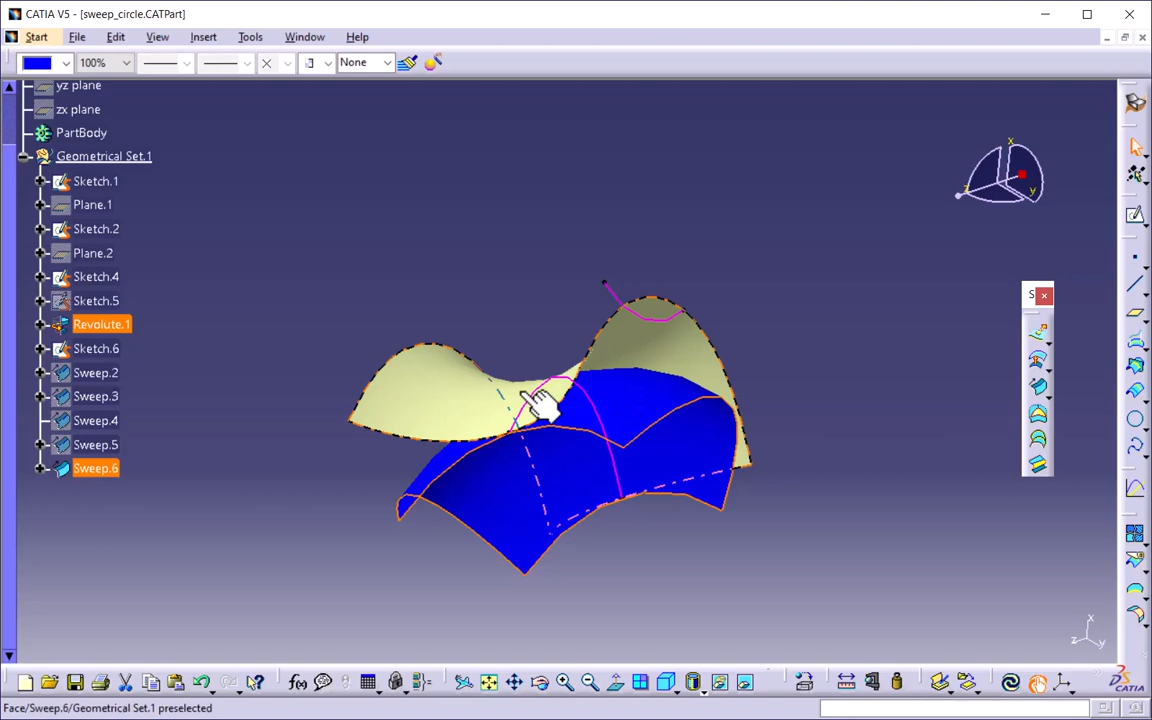 CATIA V5 - [sweep_circle.CATPart]
Start File Edit View Insert Tools Window Help
100% None
yz plane
zx plane
PartBody
Geometrical Set.1
Sketch.1
Plane.1
Sketch.2
Plane.2
Sketch.4
Sketch.5
Revolute.1
Sketch.6
Sweep.2
Sweep.3
Sweep.4
Sweep.5
Sweep.6
x
z
y
S...
x
z y
f(x)
DS CATIA
Face/Sweep.6/Geometrical Set.1 preselected